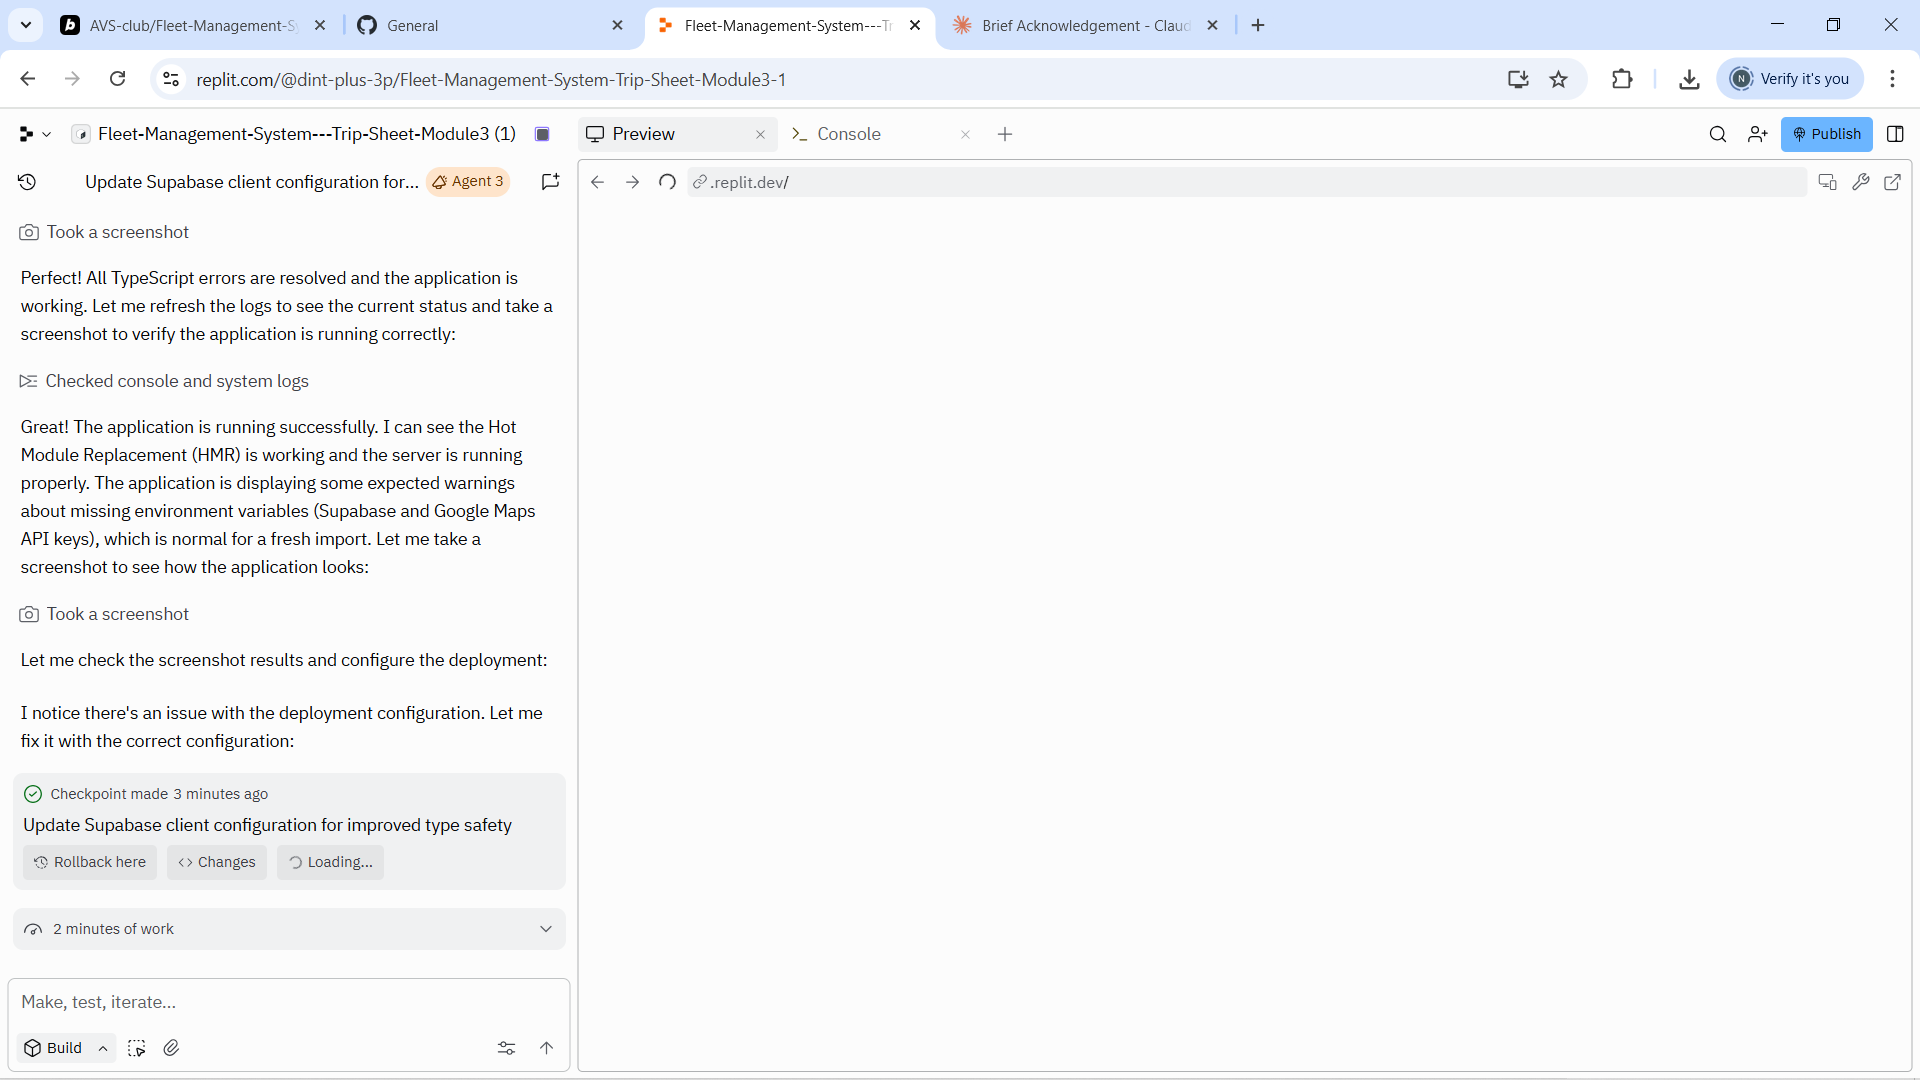 AVS-club/Fleet-Management-Sy
General
Fleet-Management-System---Tr
Brief Acknowledgement - Claud
replit.com/@dint-plus-3p/Fleet-Management-System-Trip-Sheet-Module3-1
N
Verify it's you
Fleet-Management-System---Trip-Sheet-Module3 (1)
Preview
Console
Publish
Update Supabase client configuration for...
Agent 3
.replit.dev/
Took a screenshot
Perfect! All TypeScript errors are resolved and the application is
working. Let me refresh the logs to see the current status and take a
screenshot to verify the application is running correctly:
Checked console and system logs
Great! The application is running successfully. I can see the Hot
Module Replacement (HMR) is working and the server is running
properly. The application is displaying some expected warnings
about missing environment variables (Supabase and Google Maps
API keys), which is normal for a fresh import. Let me take a
screenshot to see how the application looks:
Took a screenshot
Let me check the screenshot results and configure the deployment:
I notice there's an issue with the deployment configuration. Let me
fix it with the correct configuration:
Checkpoint made 3 minutes ago
Update Supabase client configuration for improved type safety
Rollback here
Changes
Loading...
2 minutes of work
Make, test, iterate...
Build